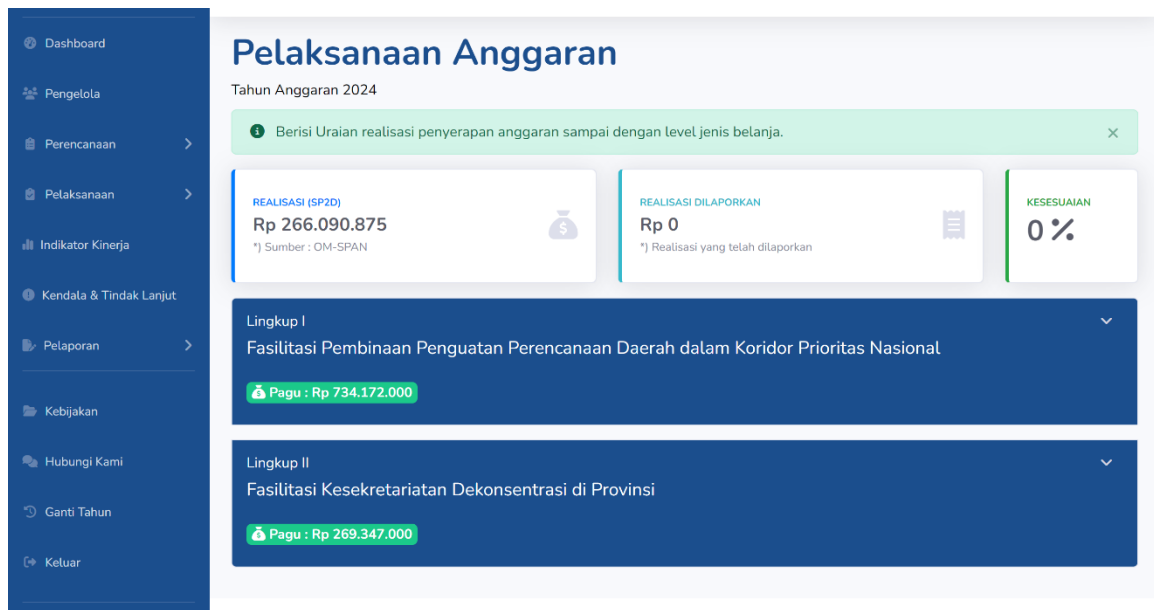 Dashboard
Pengelola
Perencanaan
Pelaksanaan
Indikator Kinerja
Kendala & Tindak Lanjut
Pelaporan
Kebijakan
Hubungi Kami
Ganti Tahun
Keluar
Pelaksanaan Anggaran
Tahun Anggaran 2024
Berisi Uraian realisasi penyerapan anggaran sampai dengan level jenis belanja.
REALISASI (SP2D)
Rp 266.090.875
*) Sumber : OM-SPAN
REALISASI DILAPORKAN
Rp 0
*) Realisasi yang telah dilaporkan
KESESUAIAN
0 %
Lingkup I
Fasilitasi Pembinaan Penguatan Perencanaan Daerah dalam Koridor Prioritas Nasional
Pagu : Rp 734.172.000
Lingkup II
Fasilitasi Kesekretariatan Dekonsentrasi di Provinsi
Pagu : Rp 269.347.000